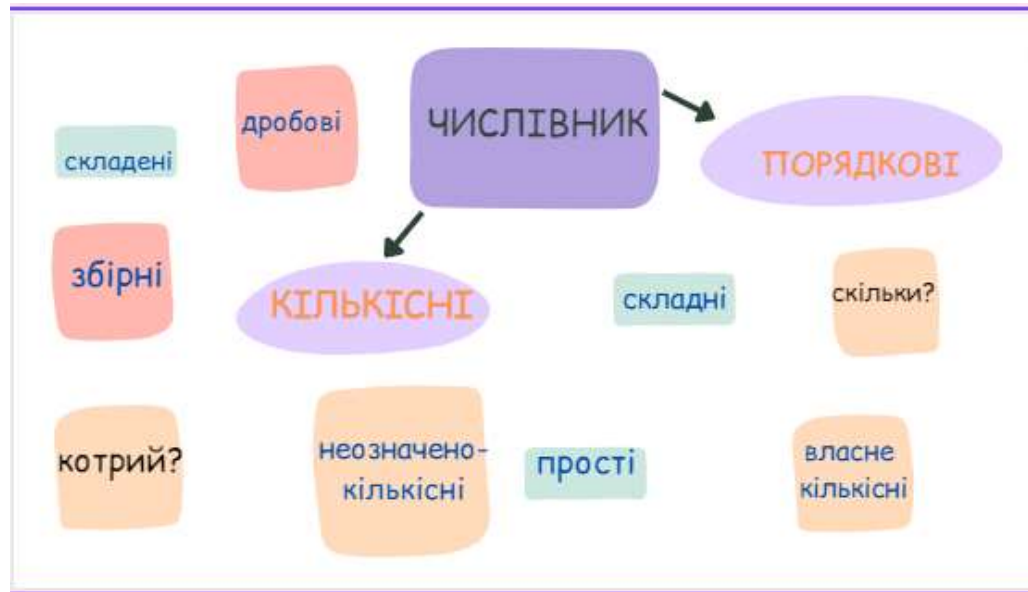 ЧИСЛІВНИК
дробові
складені
ПОРЯДКОВІ
збірні
КІЛЬКІСНІ
складні
скільки?
котрий?
неозначено-
кількісні
прості
власне
кількісні